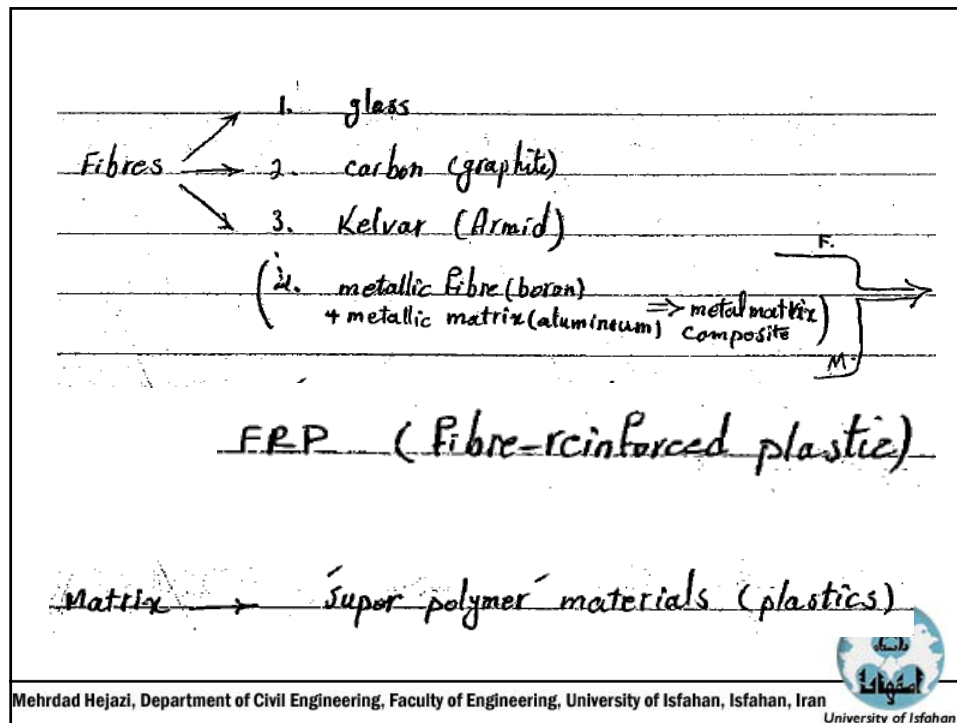 1. glass
Fibres 2. carbon (graphite)
3. Kelvar (Armid)
F.
metallic fibre (boron)
+ metallic matrix (alumineum) => metal matrix composite)
M.
FRP (fibre-reinforced plastic)
Matrix → Super polymer materials (plastics)
Mehrdad Hejazi, Department of Civil Engineering, Faculty of Engineering, University of Isfahan, Isfahan, Iran
University of Isfahan